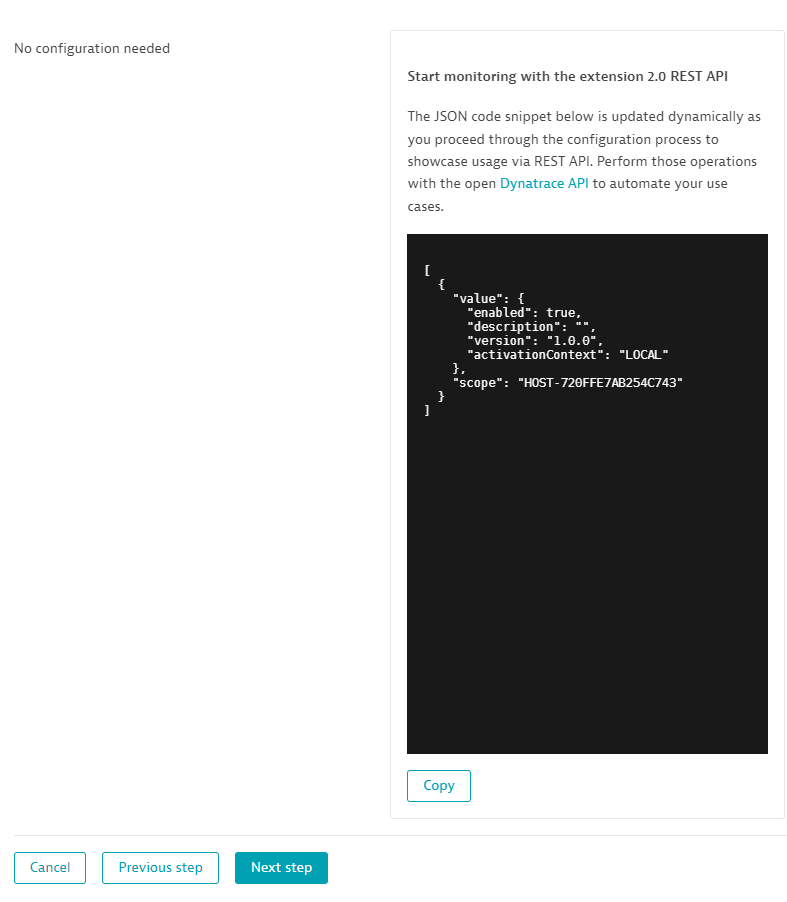 No configuration needed
Start monitoring with the extension 2.0 REST API
The JSON code snippet below is updated dynamically as
you proceed through the configuration process to
showcase usage via REST API. Perform those operations
with the open Dynatrace API to automate your use
cases.
[
  {
    "value": {
      "enabled": true,
      "description": "",
      "version": "1.0.0",
      "activationContext": "LOCAL"
    },
    "scope": "HOST-720FFE7AB254C743"
  }
]
Copy
Cancel
Previous step
Next step